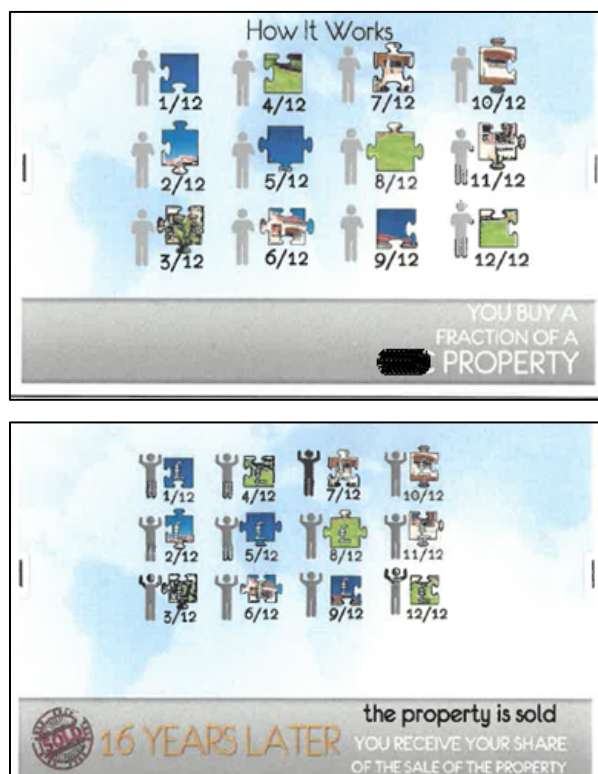 How It Works
1/12 4/12 7/12 10/12
2/12 5/12 8/12 11/12
3/12 6/12 9/12 12/12
YOU BUY A
FRACTION OF A
PROPERTY
1/12 4/12 7/12 10/12
2/12 5/12 8/12 11/12
3/12 6/12 9/12 12/12
SOLD
16 YEARS LATER
the property is sold
YOU RECEIVE YOUR SHARE
OF THE SALE OF THE PROPERTY